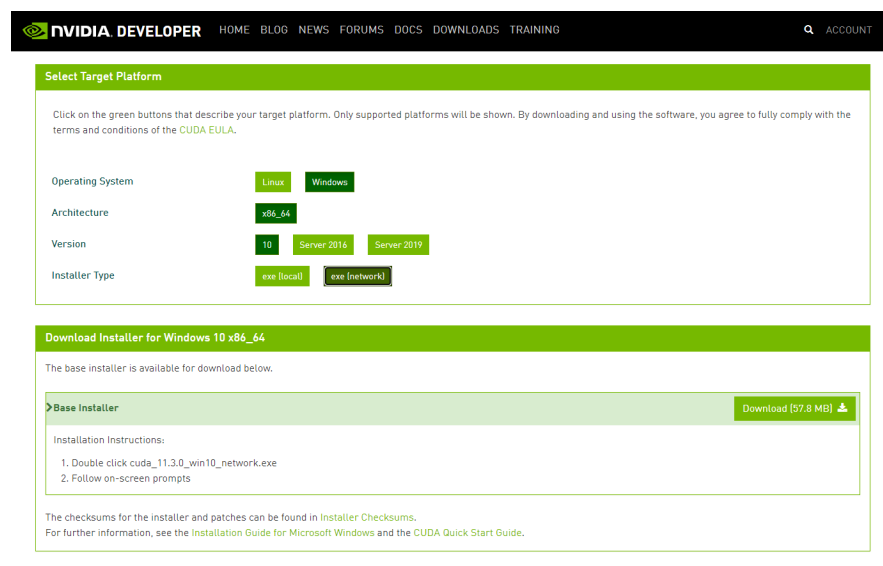 NVIDIA. DEVELOPER HOME BLOG NEWS FORUMS DOCS DOWNLOADS TRAINING ACCOUNT
Select Target Platform
Click on the green buttons that describe your target platform. Only supported platforms will be shown. By downloading and using the software, you agree to fully comply with the
terms and conditions of the CUDA EULA.
Operating System Linux Windows
Architecture x86_64
Version 10 Server 2016 Server 2019
Installer Type exe (local) exe (network)
Download Installer for Windows 10 x86_64
The base installer is available for download below.
Base Installer Download (57.8 MB)
Installation Instructions:
1. Double click cuda_11.3.0_win10_network.exe
2. Follow on-screen prompts
The checksums for the installer and patches can be found in Installer Checksums.
For further information, see the Installation Guide for Microsoft Windows and the CUDA Quick Start Guide.